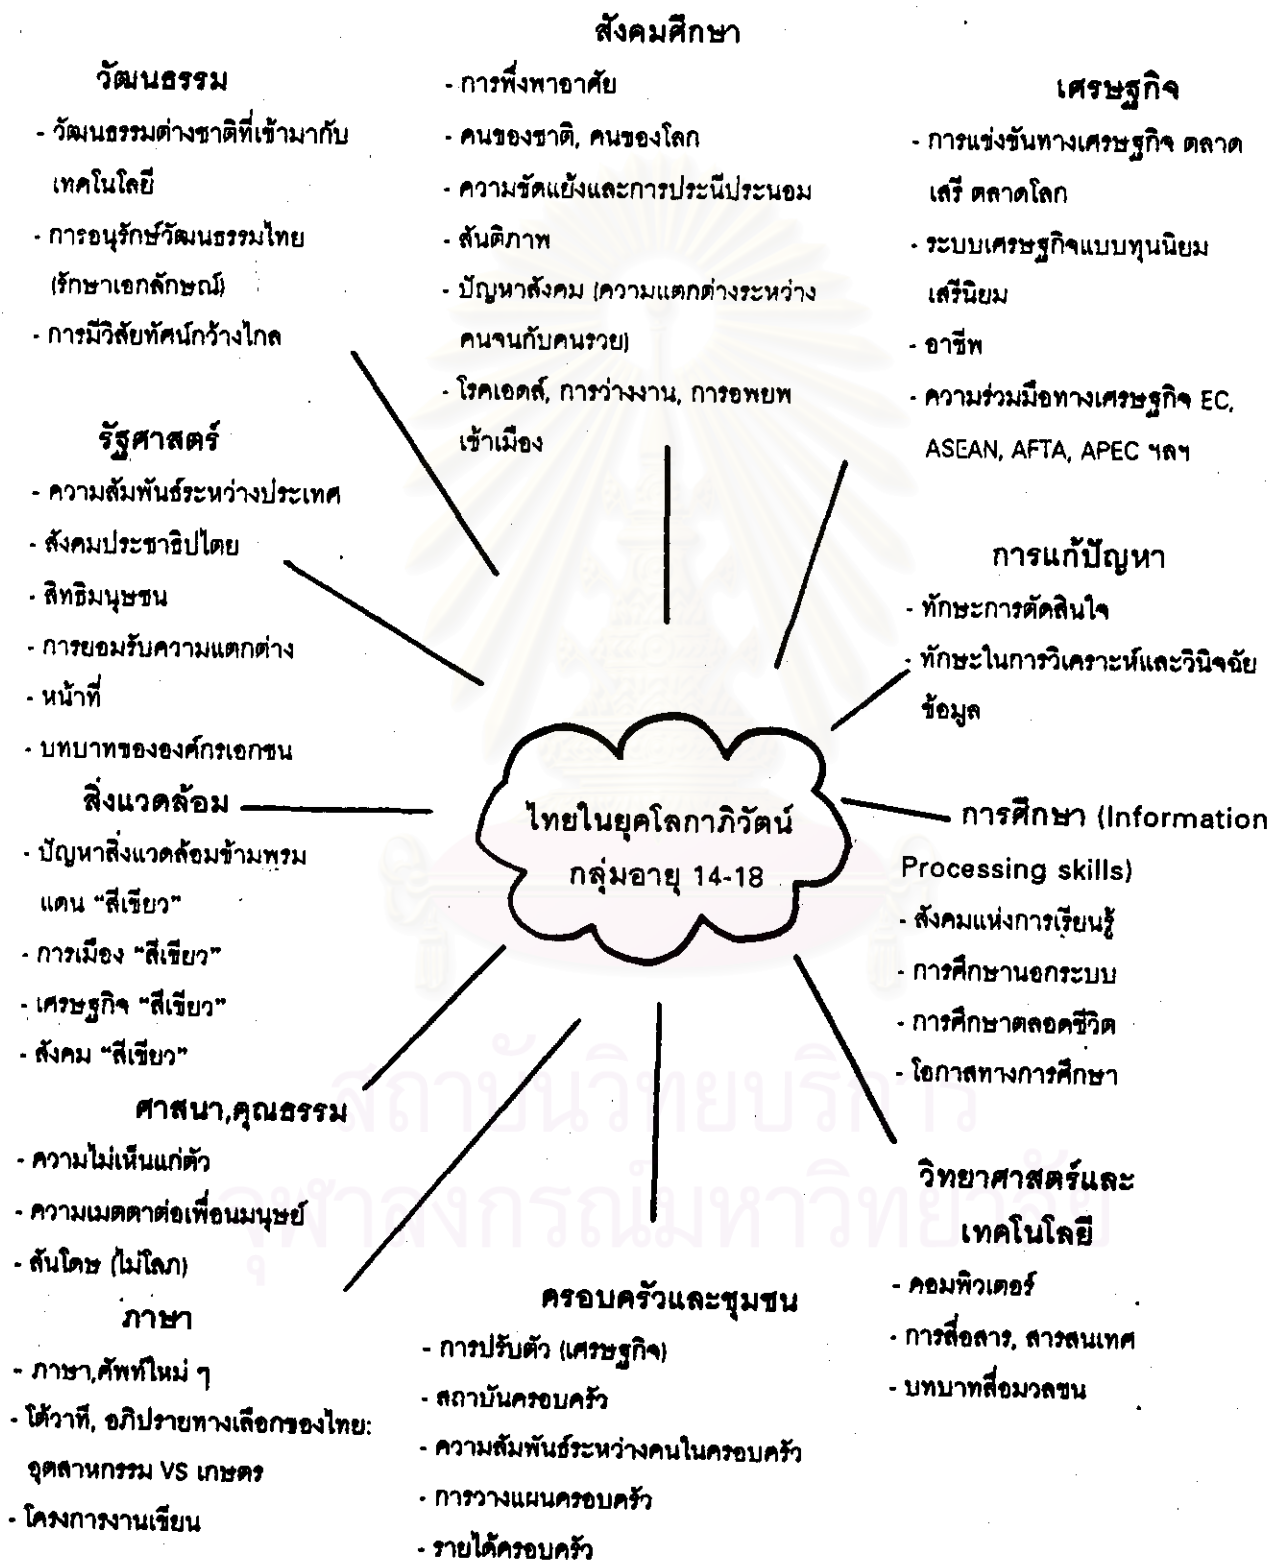 สังคมศึกษา
- การพึ่งพาอาศัย
- คนของชาติ, คนของโลก
- ความขัดแย้งและการประนีประนอม
- สันติภาพ
- ปัญหาสังคม (ความแตกต่างระหว่าง
คนจนกับคนรวย)
- โรคเอดส์, การว่างงาน, การอพยพ
เข้าเมือง
วัฒนธรรม
- วัฒนธรรมต่างชาติที่เข้ามากับ
เทคโนโลยี
- การอนุรักษ์วัฒนธรรมไทย
(รักษาเอกลักษณ์)
- การมีวิสัยทัศน์กว้างไกล
เศรษฐกิจ
- การแข่งขันทางเศรษฐกิจ ตลาด
เสรี ตลาดโลก
- ระบบเศรษฐกิจแบบทุนนิยม
เสรีนิยม
- อาชีพ
- ความร่วมมือทางเศรษฐกิจ EC,
ASEAN, AFTA, APEC ฯลฯ
รัฐศาสตร์
- ความสัมพันธ์ระหว่างประเทศ
- สังคมประชาธิปไตย
- สิทธิมนุษชน
- การยอมรับความแตกต่าง
- หน้าที่
- บทบาทขององค์กรเอกชน
การแก้ปัญหา
- ทักษะการตัดสินใจ
- ทักษะในการวิเคราะห์และวินิจฉัย
ข้อมูล
ไทยในยุคโลกาภิวัตน์
กลุ่มอายุ 14-18
สิ่งแวดล้อม
- ปัญหาสิ่งแวดล้อมข้ามพรม
แดน "สีเขียว"
- การเมือง "สีเขียว"
- เศรษฐกิจ "สีเขียว"
- สังคม "สีเขียว"
การศึกษา (Information
Processing skills)
- สังคมแห่งการเรียนรู้
- การศึกษานอกระบบ
- การศึกษาตลอดชีวิต
- โอกาสทางการศึกษา
ศาสนา,คุณธรรม
- ความไม่เห็นแก่ตัว
- ความเมตตาต่อเพื่อนมนุษย์
- สันโดษ (ไม่โลภ)
วิทยาศาสตร์และ
เทคโนโลยี
- คอมพิวเตอร์
- การสื่อสาร, สารสนเทศ
- บทบาทสื่อมวลชน
ภาษา
- ภาษา,ศัพท์ใหม่ ๆ
- โต้วาที, อภิปรายทางเลือกของไทย:
อุตสาหกรรม VS เกษตร
- โครงการงานเขียน
ครอบครัวและชุมชน
- การปรับตัว (เศรษฐกิจ)
- สถาบันครอบครัว
- ความสัมพันธ์ระหว่างคนในครอบครัว
- การวางแผนครอบครัว
- รายได้ครอบครัว
สถาบันวิทยบริการ
จุฬาลงกรณ์มหาวิทยาลัย